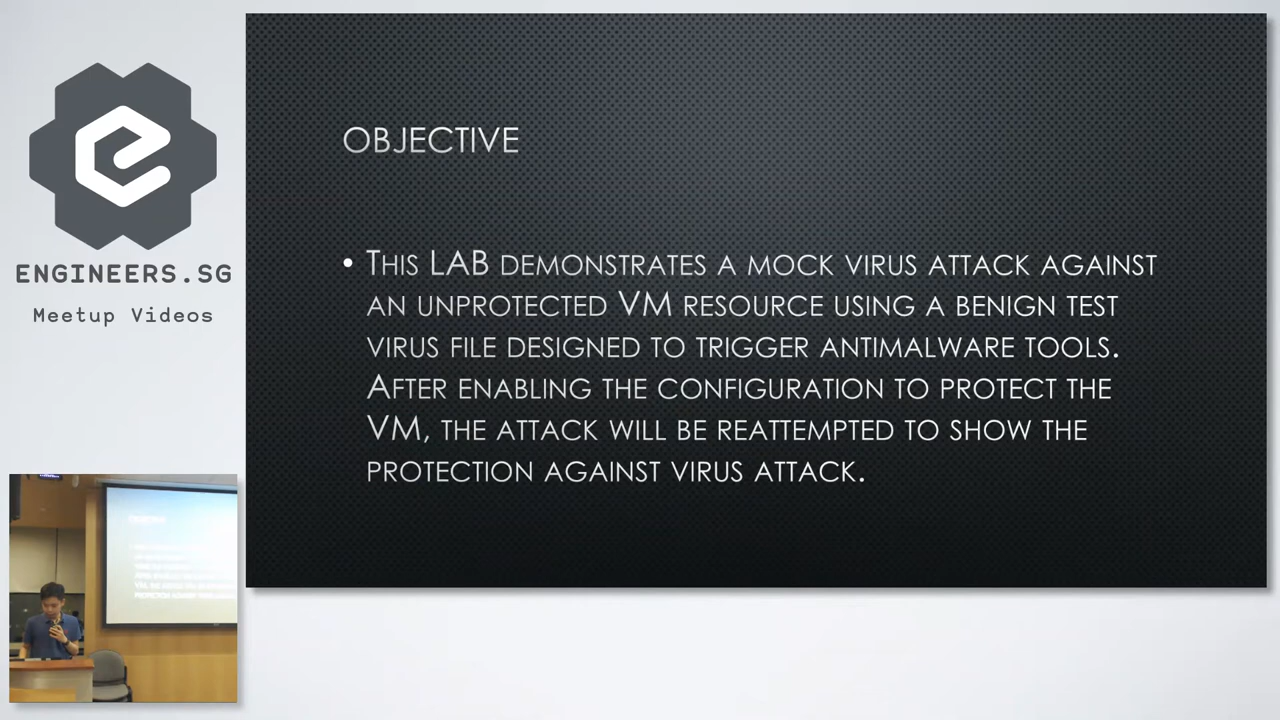 ENGINEERS.SG
Meetup Videos
OBJECTIVE
• THIS LAB DEMONSTRATES A MOCK VIRUS ATTACK AGAINST
AN UNPROTECTED VM RESOURCE USING A BENIGN TEST
VIRUS FILE DESIGNED TO TRIGGER ANTIMALWARE TOOLS.
AFTER ENABLING THE CONFIGURATION TO PROTECT THE
VM, THE ATTACK WILL BE REATTEMPTED TO SHOW THE
PROTECTION AGAINST VIRUS ATTACK.